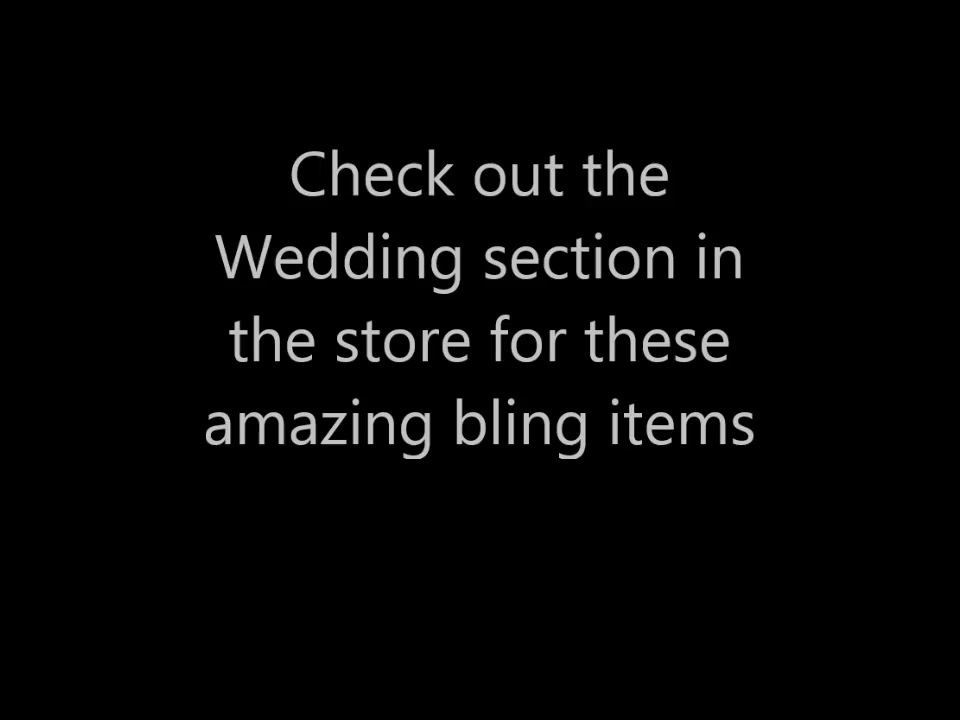 Check out the
Wedding section in
the store for these
amazing bling items